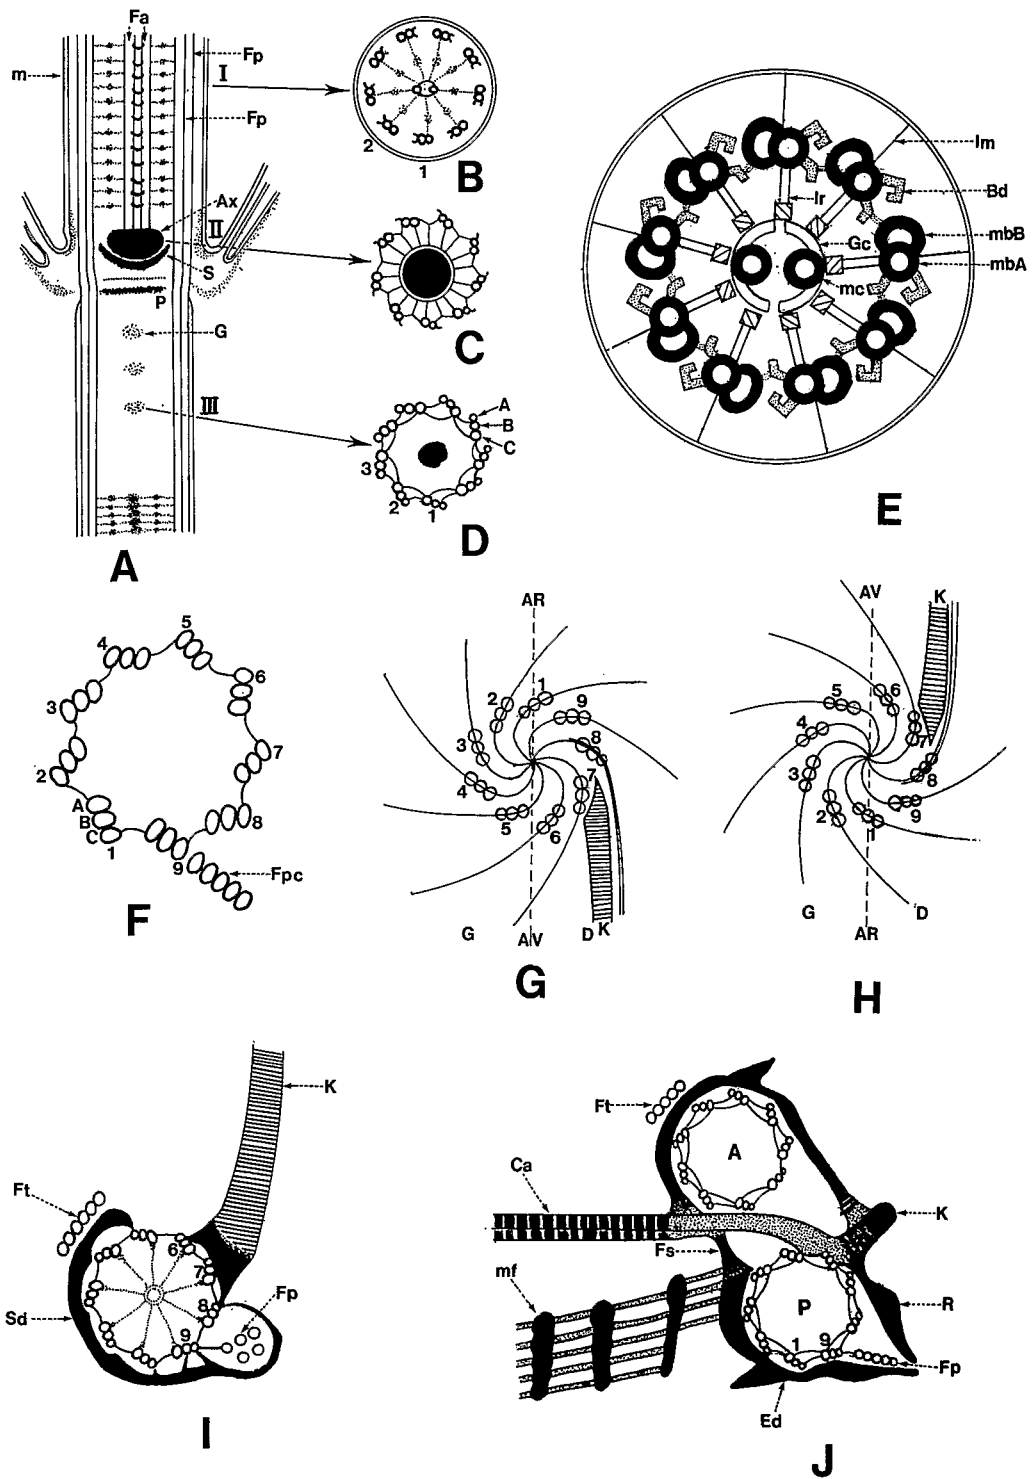 Fa
m
Fp
I
Fp
Ax
II
S
P
G
III
A
2
1
B
C
A
B
C
3
2
1
D
Im
Bd
Ir
mbB
Gc
mbA
mc
E
5
4
6
3
7
2
A
B
C
1
8
9
Fpc
F
AR
1
2
9
3
8
4
7
5
6
G
AV
D
K
G
AV
K
6
5
4
7
3
8
2
9
1
G
D
AR
H
K
Ft
6
7
8
Fp
Sd
9
I
Ft
A
Ca
K
Fs
mf
P
R
1
9
Fp
Ed
J